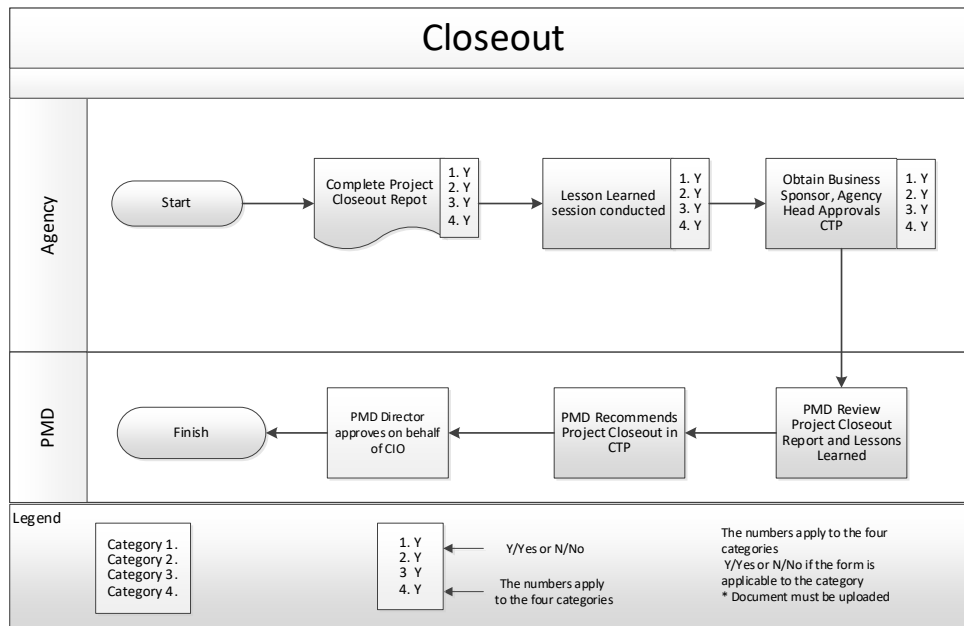 Closeout
Agency
Start
Complete Project
Closeout Repot
1. Y
2. Y
3. Y
4. Y
Lesson Learned
session conducted
1. Y
2. Y
3. Y
4. Y
Obtain Business
Sponsor, Agency
Head Approvals
CTP
1. Y
2. Y
3. Y
4. Y
PMD
Finish
PMD Director
approves on behalf
of CIO
PMD Recommends
Project Closeout in
CTP
PMD Review
Project Closeout
Report and Lessons
Learned
Legend
Category 1.
Category 2.
Category 3.
Category 4.
1. Y
2. Y
3 Y
4. Y
Y/Yes or N/No
The numbers apply
to the four categories
The numbers apply to the four
categories
Y/Yes or N/No if the form is
applicable to the category
* Document must be uploaded